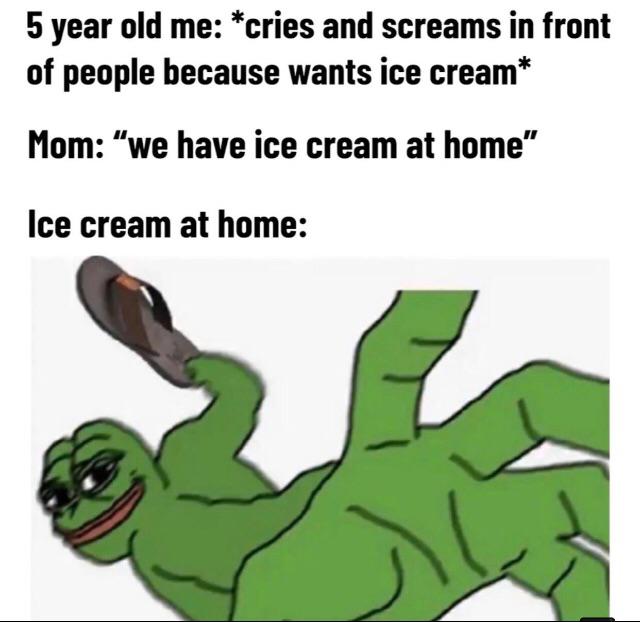 5 year old me: *cries and screams in front
of people because wants ice cream*
Mom: “we have ice cream at home”
Ice cream at home: